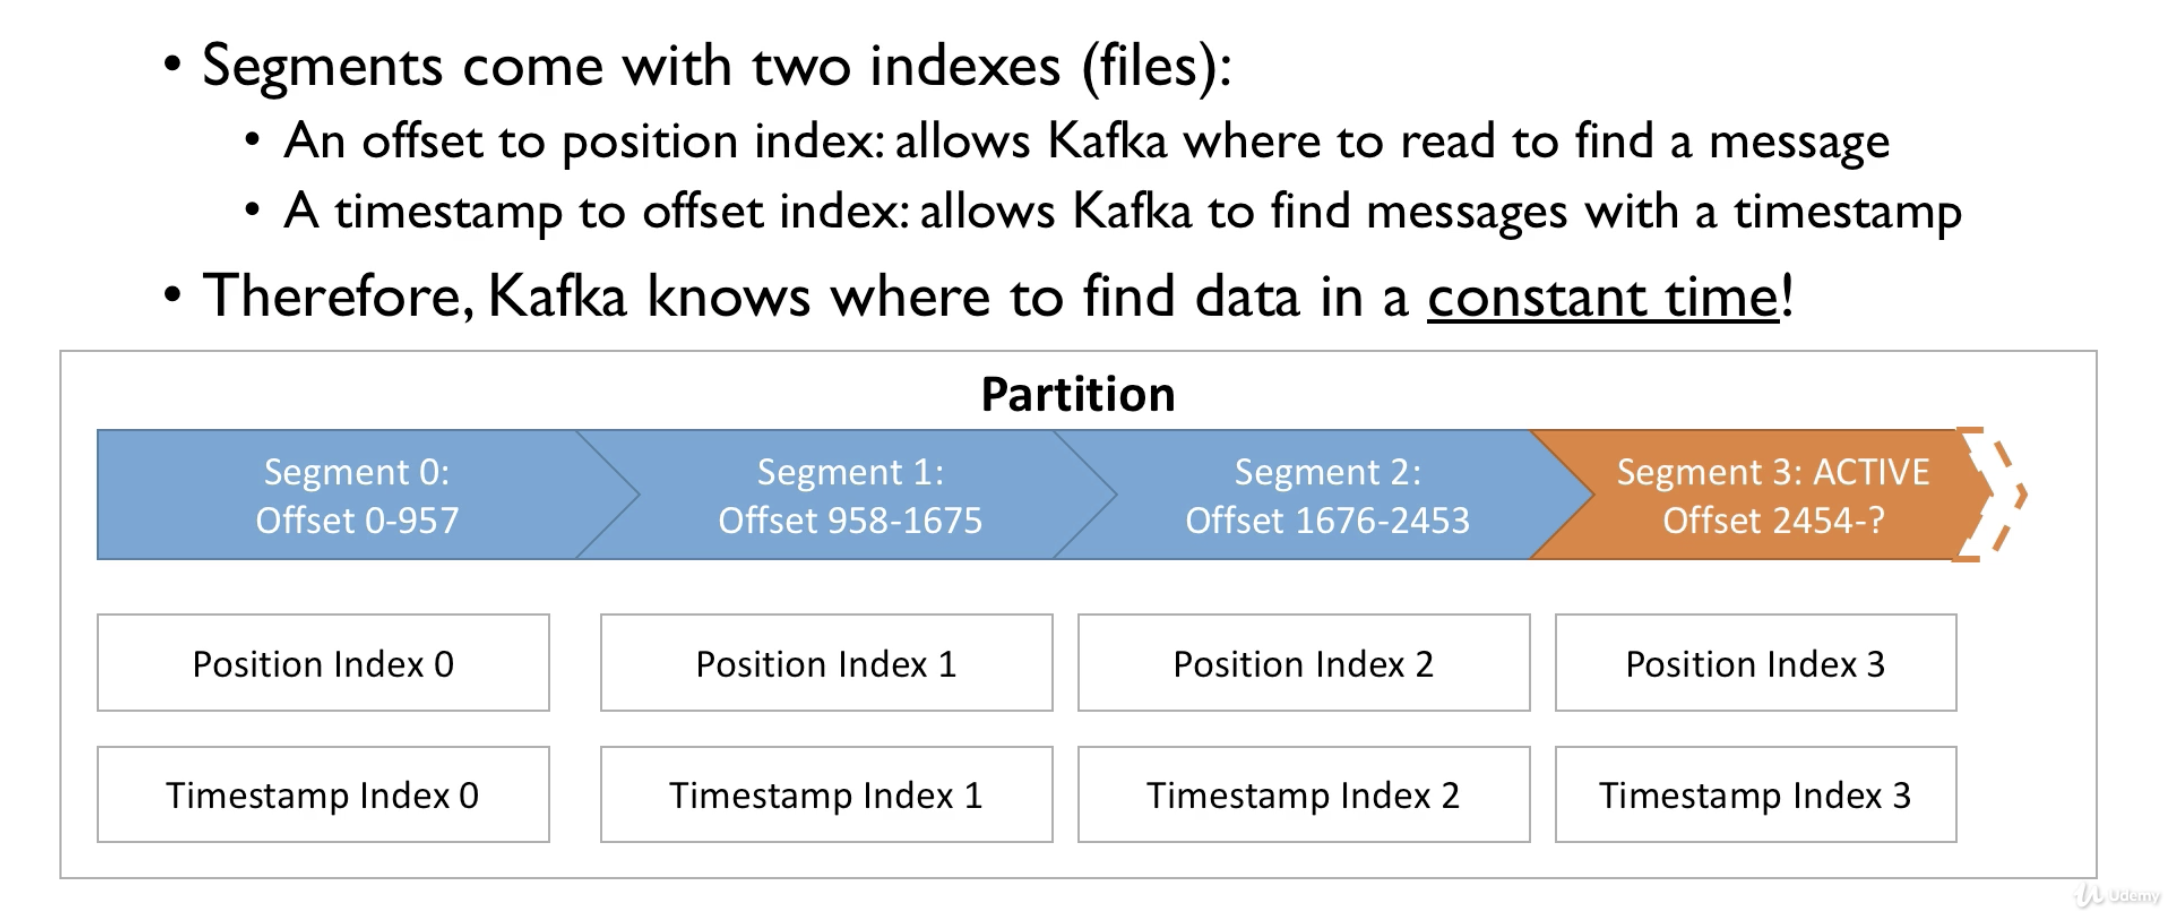 • Segments come with two indexes (files):
• An offset to position index: allows Kafka where to read to find a message
• A timestamp to offset index: allows Kafka to find messages with a timestamp
• Therefore, Kafka knows where to find data in a constant time!
Partition
Segment 0:
Offset 0-957
Segment 1:
Offset 958-1675
Segment 2:
Offset 1676-2453
Segment 3: ACTIVE
Offset 2454-?
Position Index 0
Position Index 1
Position Index 2
Position Index 3
Timestamp Index 0
Timestamp Index 1
Timestamp Index 2
Timestamp Index 3
Udemy